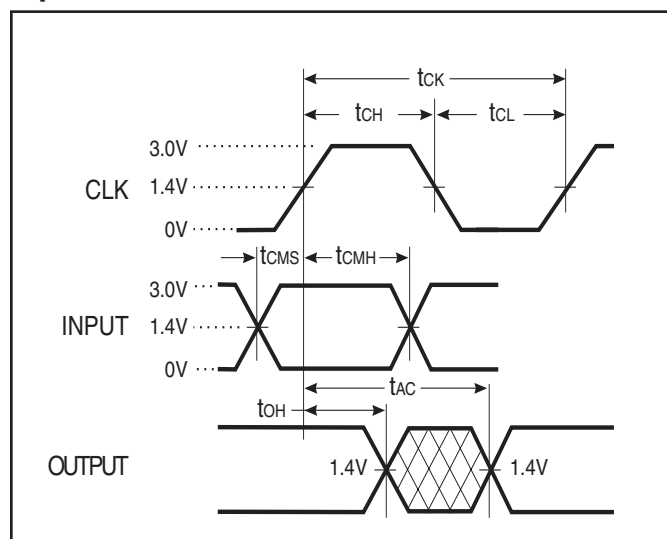 tCK
tCH tCL
3.0V
CLK 1.4V
0V
tCMS tCMH
3.0V
INPUT 1.4V
0V
tAC
tOH
OUTPUT 1.4V 1.4V